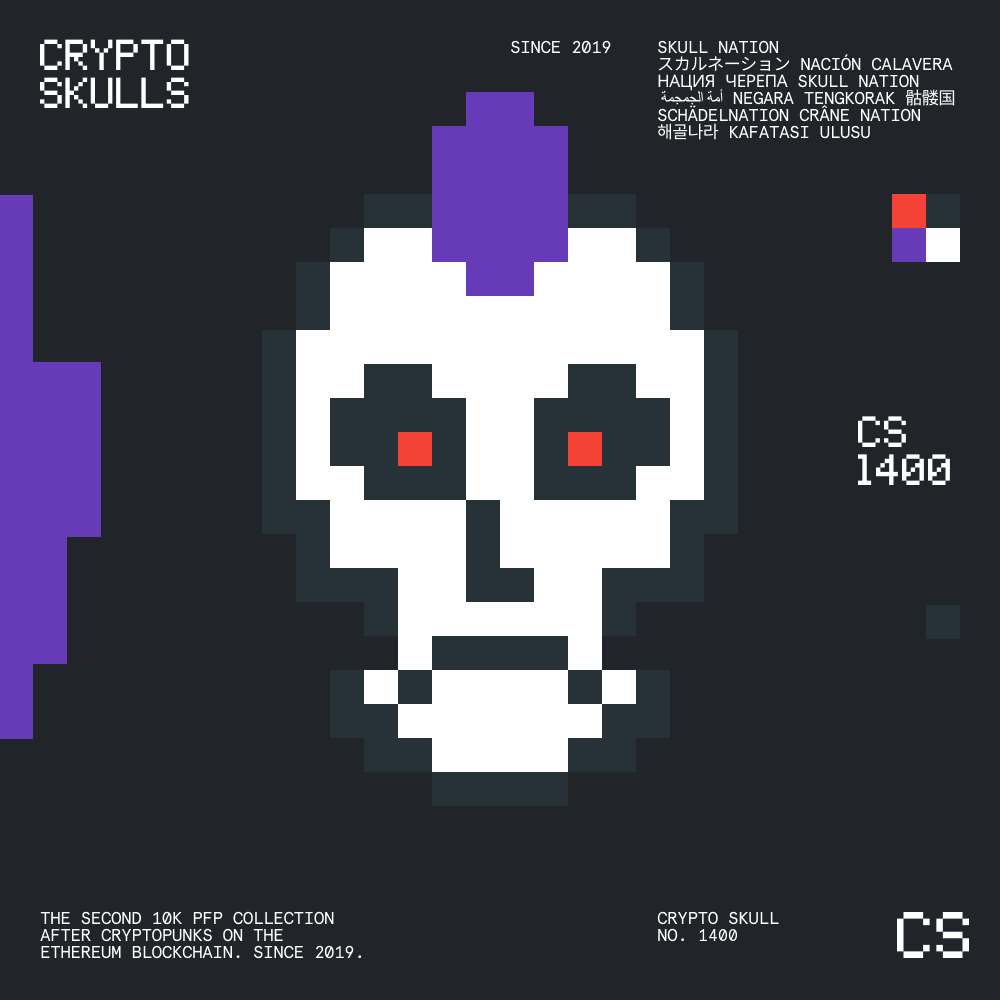 CRYPTO
SKULLS
SINCE 2019
SKULL NATION
スカルネーション NACIÓN CALAVERA
НАЦИЯ ЧЕРЕПА SKULL NATION
أمة الجمجمة NEGARA TENGKORAK 骷髅国
SCHÄDELNATION CRÂNE NATION
해골나라 KAFATASI ULUSU
CS
1400
THE SECOND 10K PFP COLLECTION
AFTER CRYPTOPUNKS ON THE
ETHEREUM BLOCKCHAIN. SINCE 2019.
CRYPTO SKULL
NO. 1400
CS